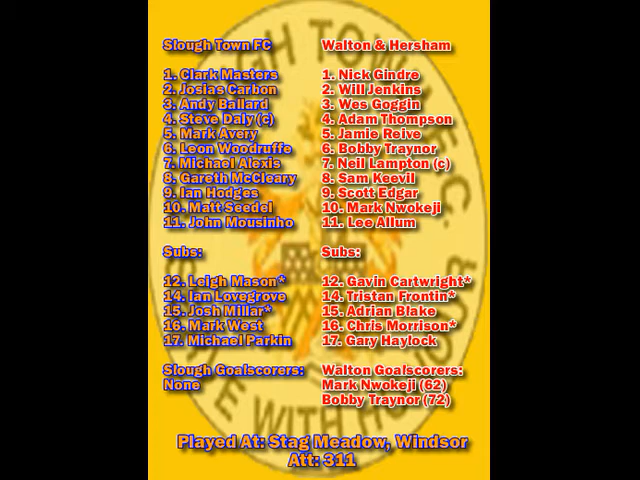 Slough Town FC
1. Clark Masters
2. Josias Carbon
3. Andy Ballard
4. Steve Daly (c)
5. Mark Avery
6. Leon Woodruffe
7. Michael Alexis
8. Gareth McCleary
9. Ian Hodges
10. Matt Seedel
11. John Mousinho
Subs:
12. Leigh Mason*
14. Ian Lovegrove
15. Josh Millar*
16. Mark West
17. Michael Parkin
Slough Goalscorers:
None
Walton & Hersham
1. Nick Gindre
2. Will Jenkins
3. Wes Goggin
4. Adam Thompson
5. Jamie Reive
6. Bobby Traynor
7. Neil Lampton (c)
8. Sam Keevil
9. Scott Edgar
10. Mark Nwokeji
11. Lee Allum
Subs:
12. Gavin Cartwright*
14. Tristan Frontin*
15. Adrian Blake
16. Chris Morrison*
17. Gary Haylock
Walton Goalscorers:
Mark Nwokeji (62)
Bobby Traynor (72)
Played At: Stag Meadow, Windsor
Att: 311